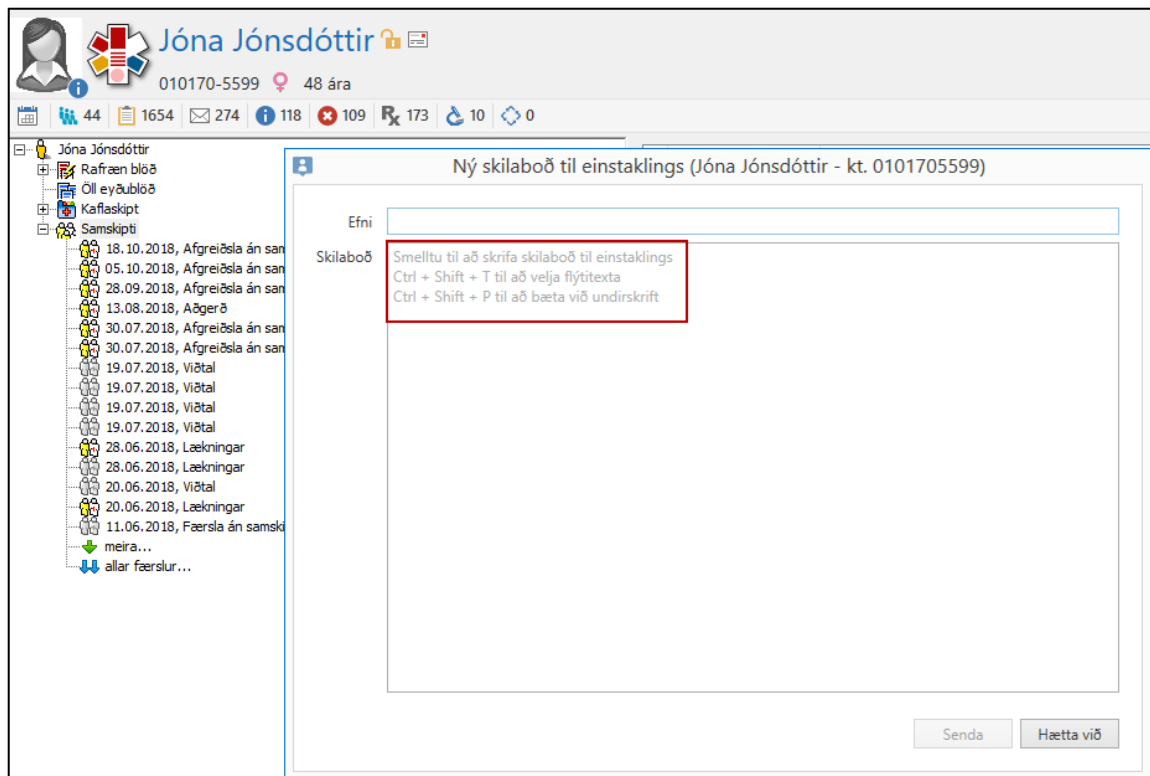 Jóna Jónsdóttir
010170-5599 48 ára
44 1654 274 118 109 Rx 173 10 0
Jóna Jónsdóttir
Rafræn blöð
Öll eyðublöð
Kaflaskipt
Samskipti
18.10.2018, Afgreiðsla án sam
05.10.2018, Afgreiðsla án sam
28.09.2018, Afgreiðsla án sam
13.08.2018, Aðgerð
30.07.2018, Afgreiðsla án sam
30.07.2018, Afgreiðsla án sam
19.07.2018, Viðtal
19.07.2018, Viðtal
19.07.2018, Viðtal
19.07.2018, Viðtal
28.06.2018, Lækningar
28.06.2018, Lækningar
20.06.2018, Viðtal
20.06.2018, Lækningar
11.06.2018, Færsla án samski
meira...
allar færslur...
Ný skilaboð til einstaklings (Jóna Jónsdóttir - kt. 0101705599)
Efni
Skilaboð
Smelltu til að skrifa skilaboð til einstaklings
Ctrl + Shift + T til að velja flýtitexta
Ctrl + Shift + P til að bæta við undirskrift
Senda Hætta við